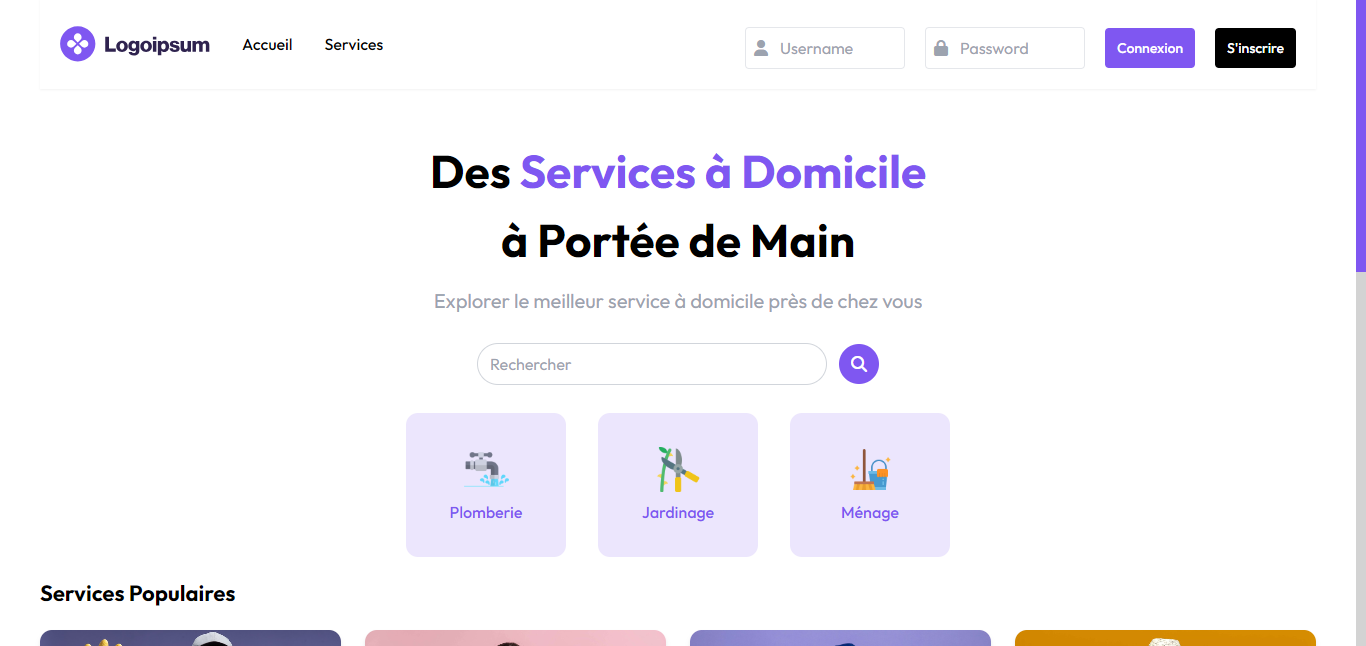 Logoipsum
Accueil
Services
Username
Password
Connexion
S'inscrire
Des Services à Domicile
à Portée de Main
Explorer le meilleur service à domicile près de chez vous
Rechercher
Plomberie
Jardinage
Ménage
Services Populaires